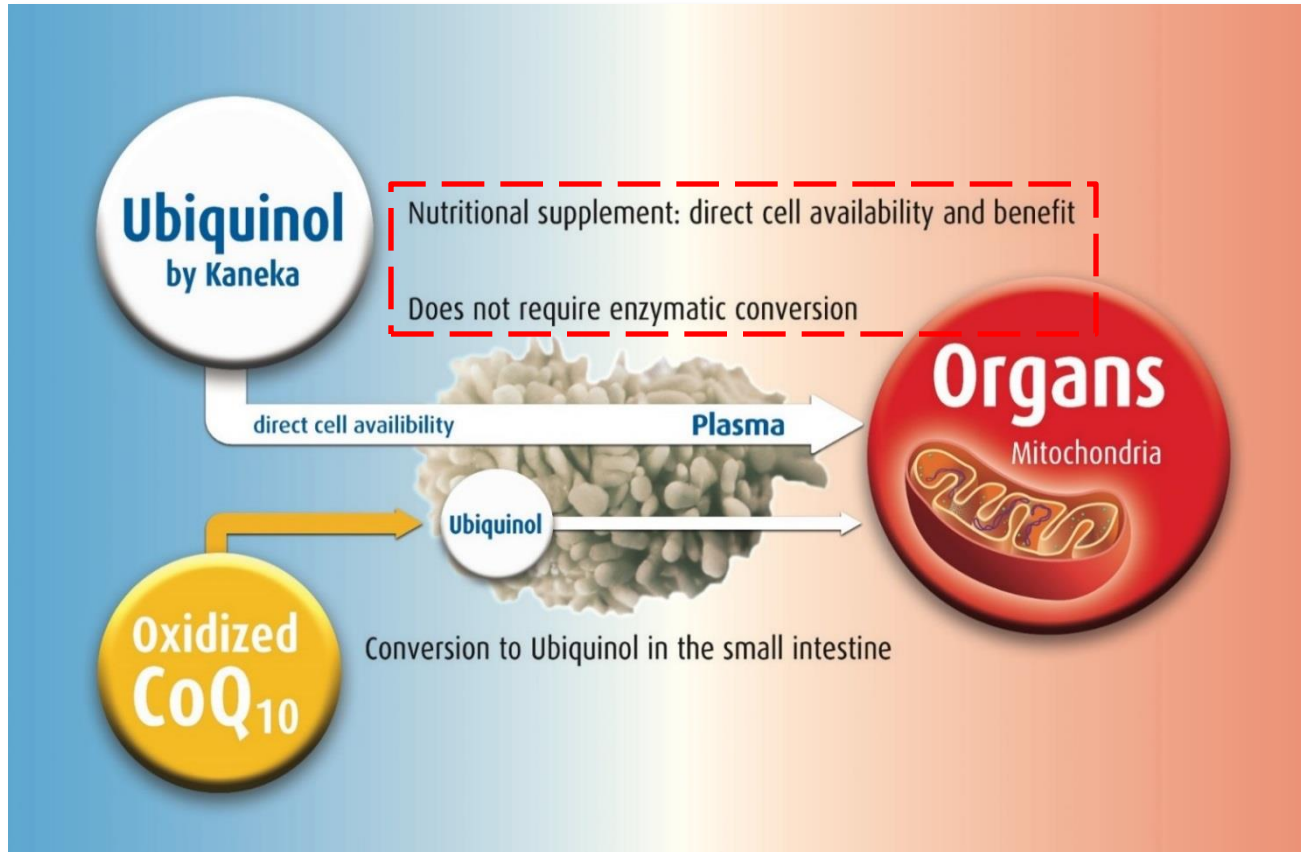 Ubiquinol
by Kaneka
Nutritional supplement: direct cell availability and benefit
Does not require enzymatic conversion
Organs
Mitochondria
direct cell availibility
Plasma
Ubiquinol
Oxidized
CoQ10
Conversion to Ubiquinol in the small intestine